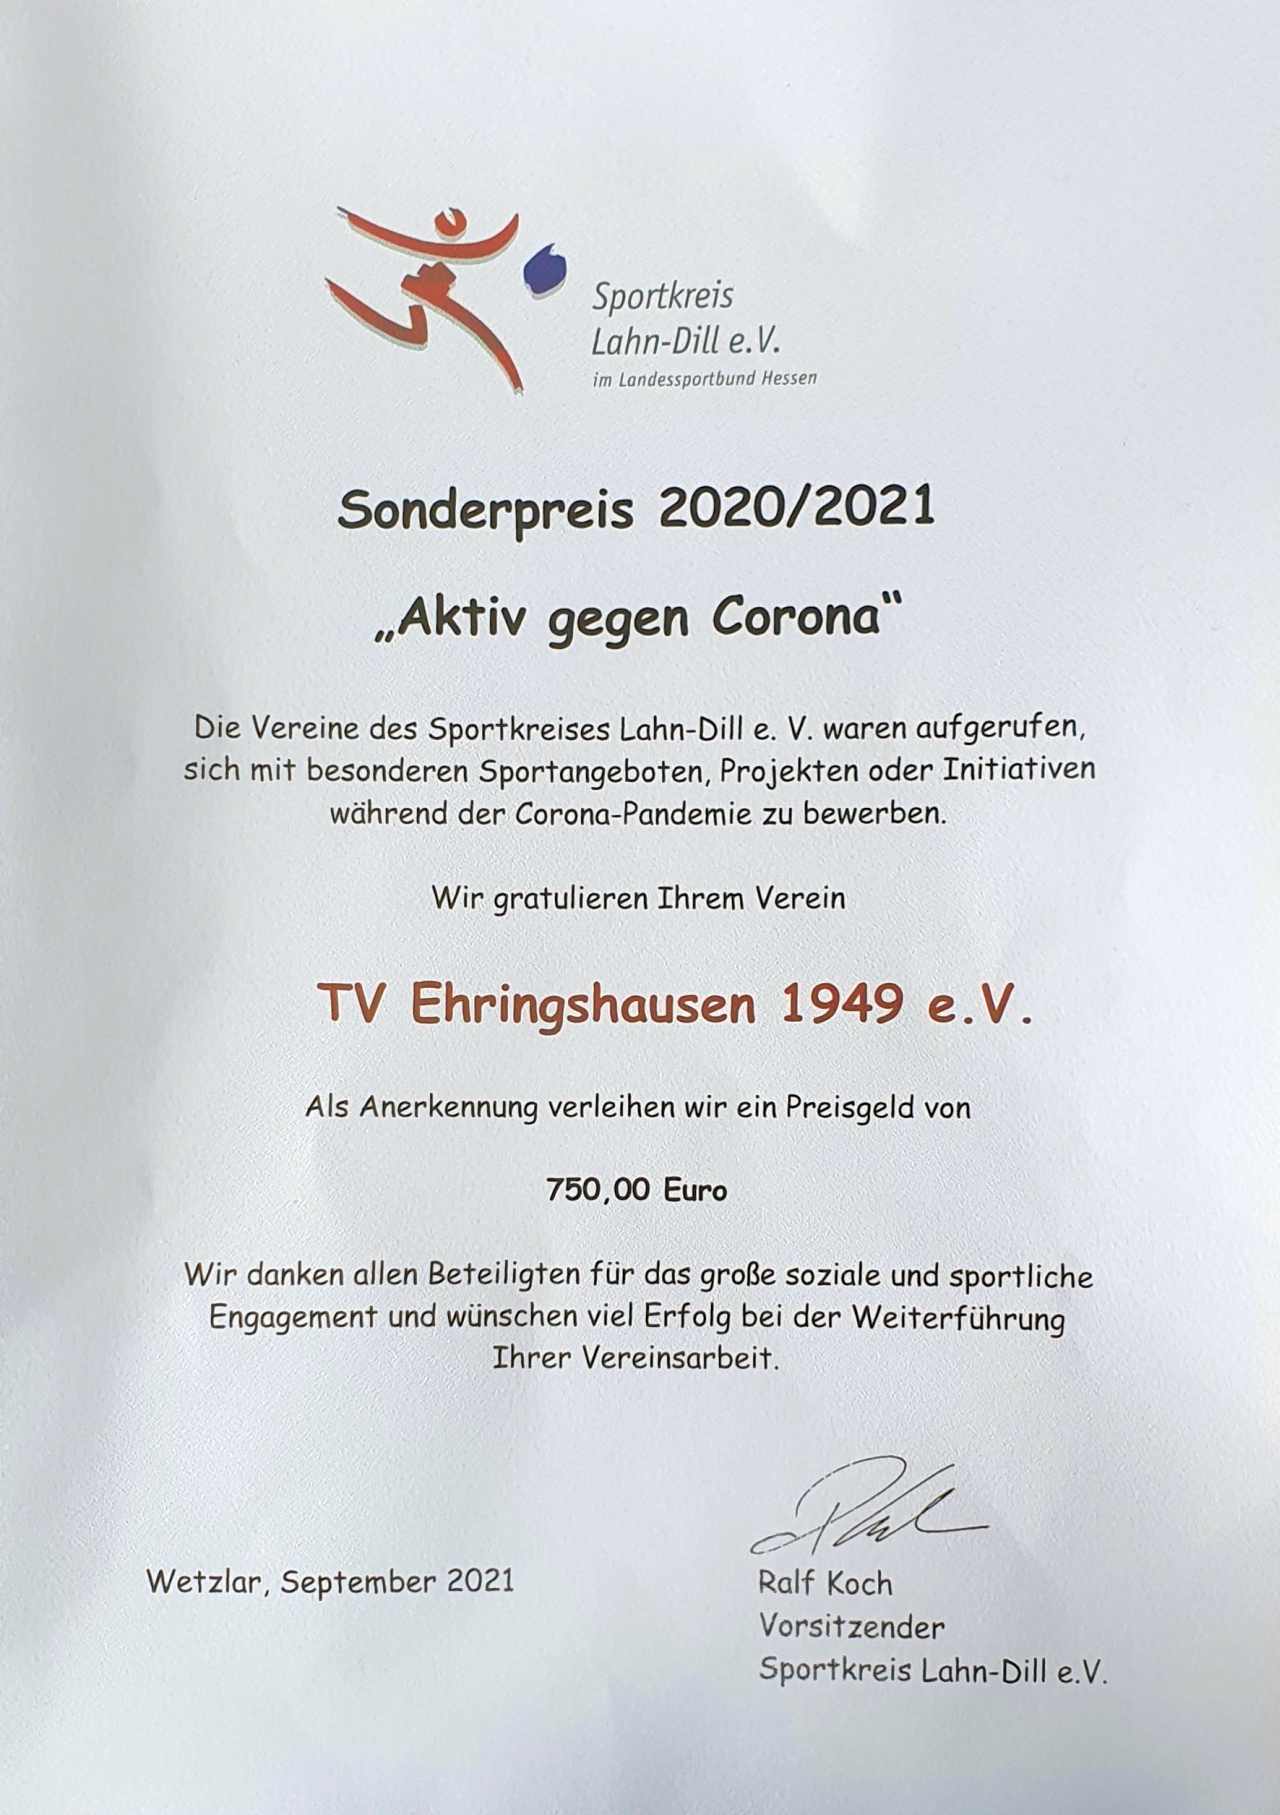 Sportkreis
Lahn-Dill e.V.
im Landessportbund Hessen
Sonderpreis 2020/2021
„Aktiv gegen Corona“
Die Vereine des Sportkreises Lahn-Dill e. V. waren aufgerufen,
sich mit besonderen Sportangeboten, Projekten oder Initiativen
während der Corona-Pandemie zu bewerben.
Wir gratulieren Ihrem Verein
TV Ehringshausen 1949 e.V.
Als Anerkennung verleihen wir ein Preisgeld von
750,00 Euro
Wir danken allen Beteiligten für das große soziale und sportliche
Engagement und wünschen viel Erfolg bei der Weiterführung
Ihrer Vereinsarbeit.
Wetzlar, September 2021
Ralf Koch
Vorsitzender
Sportkreis Lahn-Dill e.V.